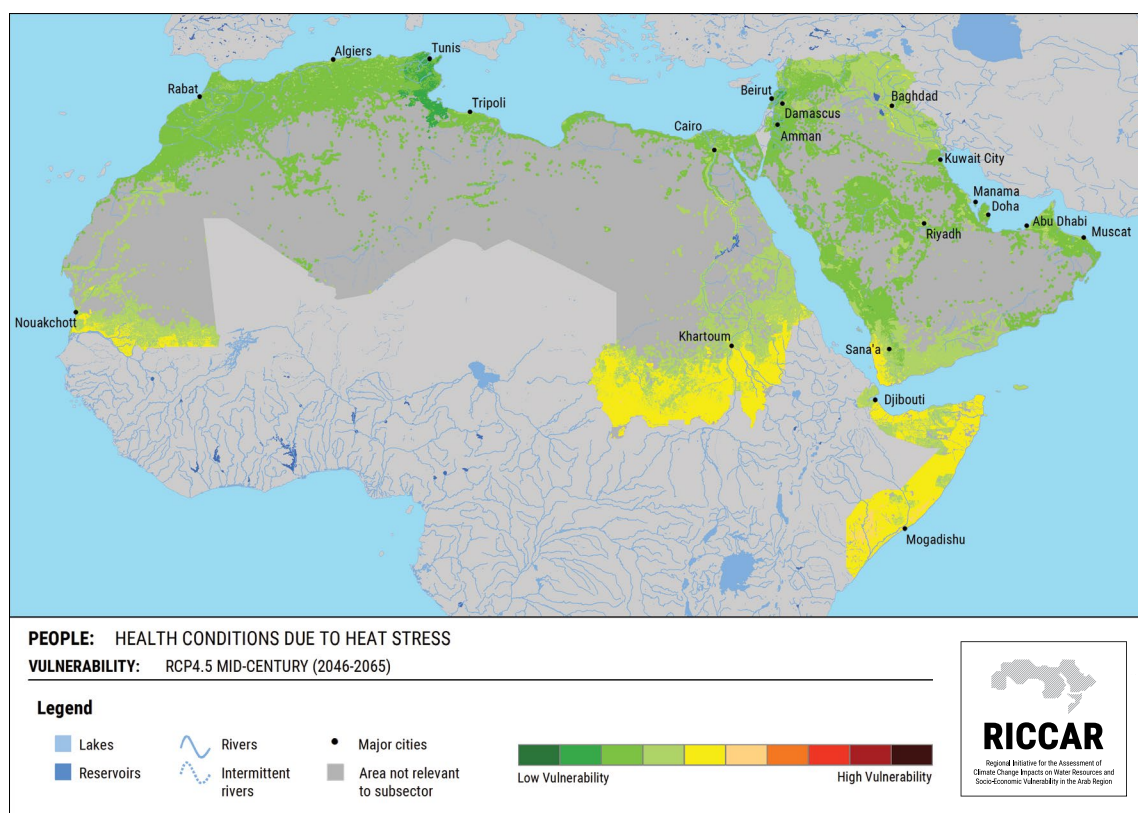 Algiers
Tunis
Rabat
Tripoli
Beirut
Baghdad
Damascus
Amman
Cairo
Kuwait City
Manama
Doha
Abu Dhabi
Muscat
Riyadh
Nouakchott
Khartoum
Sana'a
Djibouti
Mogadishu
PEOPLE: HEALTH CONDITIONS DUE TO HEAT STRESS
VULNERABILITY: RCP4.5 MID-CENTURY (2046-2065)
Legend
Lakes
Reservoirs
Rivers
Intermittent
rivers
Major cities
Area not relevant
to subsector
Low Vulnerability
High Vulnerability
RICCAR
Regional Initiative for the Assessment of
Climate Change Impacts on Water Resources and
Socio-Economic Vulnerability in the Arab Region